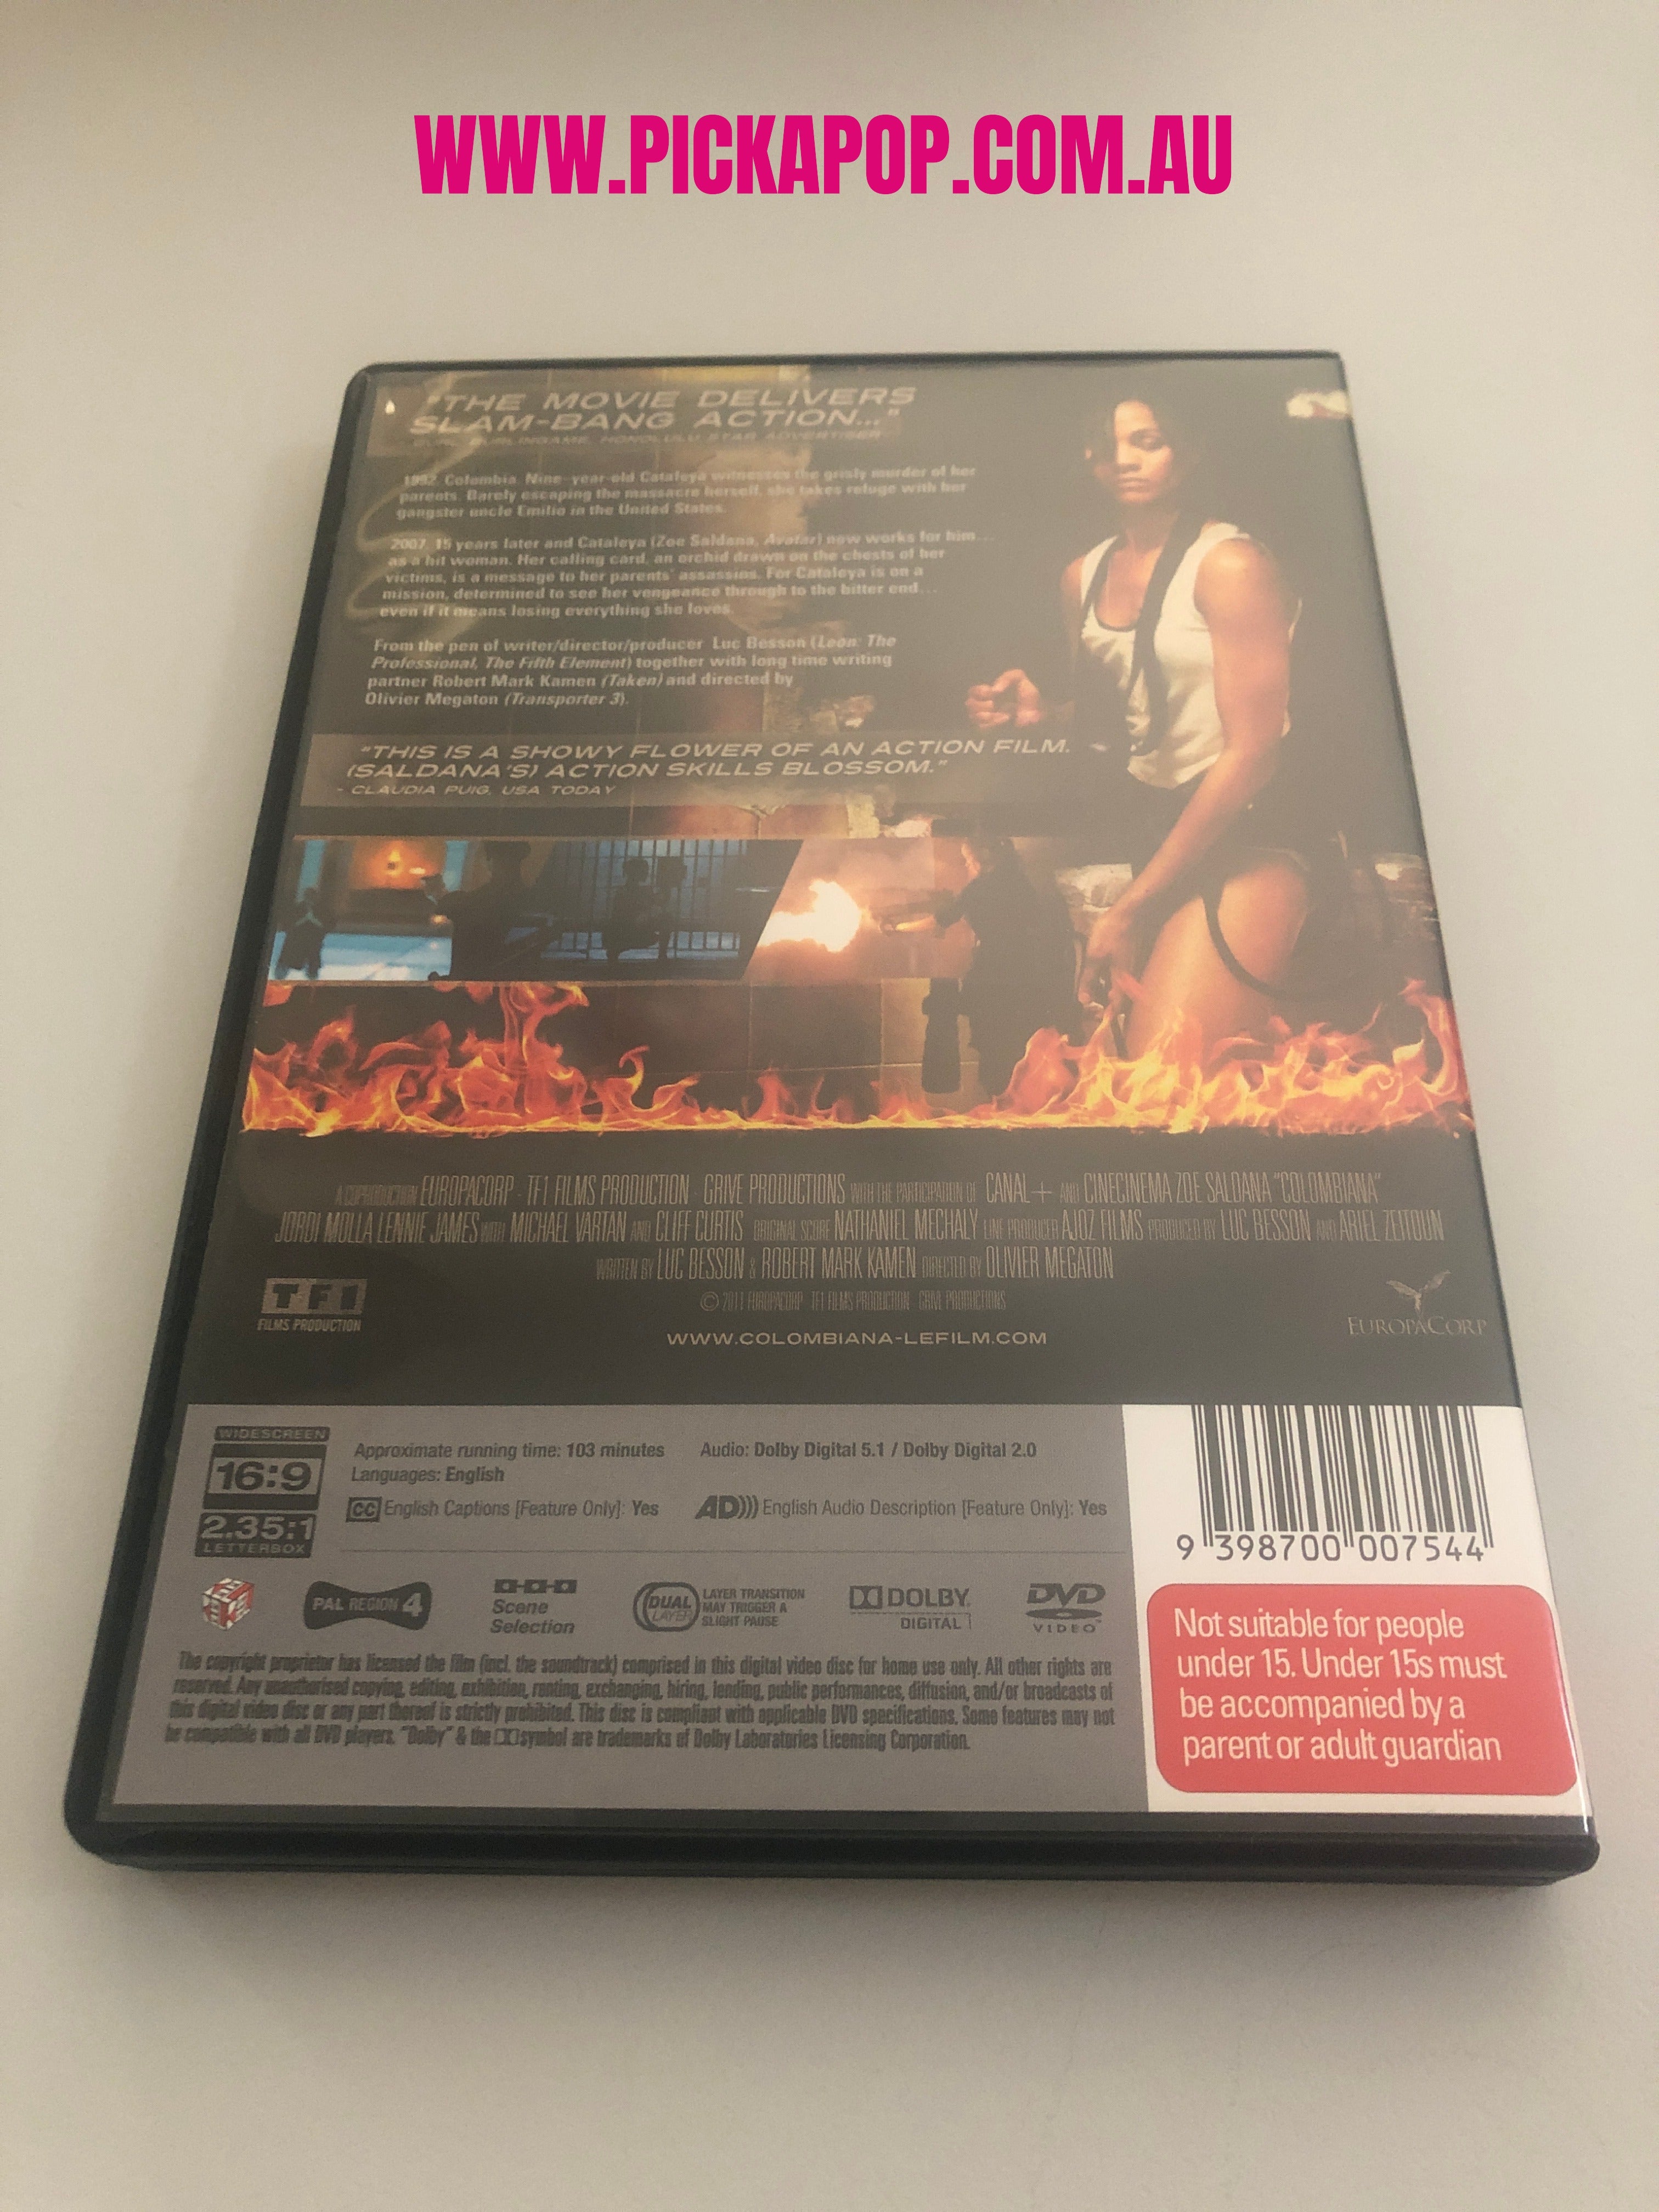 WWW.PICKAPOP.COM.AU
"THE MOVIE DELIVERS
SLAM-BANG ACTION..."
BURL BURLINGAME, HONOLULU STAR ADVERTISER
1992, Colombia. Nine-year-old Cataleya witnesses the grisly murder of her
parents. Barely escaping the massacre herself, she takes refuge with her
gangster uncle Emilio in the United States.
2007, 15 years later and Cataleya (Zoe Saldana, Avatar) now works for him...
as a hit woman. Her calling card, an orchid drawn on the chests of her
victims, is a message to her parents' assassins. For Cataleya is on a
mission, determined to see her vengeance through to the bitter end...
even if it means losing everything she loves.
From the pen of writer/director/producer Luc Besson (Leon: The
Professional, The Fifth Element) together with long time writing
partner Robert Mark Kamen (Taken) and directed by
Olivier Megaton (Transporter 3).
"THIS IS A SHOWY FLOWER OF AN ACTION FILM.
(SALDANA'S) ACTION SKILLS BLOSSOM."
- CLAUDIA PUIG, USA TODAY
A COPRODUCTION EUROPACORP - TF1 FILMS PRODUCTION - GRIVE PRODUCTIONS WITH THE PARTICIPATION OF CANAL+ AND CINECINEMA ZOE SALDANA "COLOMBIANA"
JORDI MOLLA LENNIE JAMES WITH MICHAEL VARTAN AND CLIFF CURTIS ORIGINAL SCORE NATHANIEL MECHALY LINE PRODUCER AJOZ FILMS PRODUCED BY LUC BESSON AND ARIEL ZEITOUN
WRITTEN BY LUC BESSON & ROBERT MARK KAMEN DIRECTED BY OLIVIER MEGATON
© 2011 EUROPACORP - TF1 FILMS PRODUCTION - GRIVE PRODUCTIONS
TF1
FILMS PRODUCTION
WWW.COLOMBIANA-LEFILM.COM
EUROPACORP
WIDESCREEN
16:9
2.35:1
LETTERBOX
Approximate running time: 103 minutes Audio: Dolby Digital 5.1 / Dolby Digital 2.0
Languages: English
CC English Captions [Feature Only]: Yes AD))) English Audio Description [Feature Only]: Yes
PAL REGION 4
Scene
Selection
DUAL
LAYER
LAYER TRANSITION
MAY TRIGGER A
SLIGHT PAUSE
DOLBY
DIGITAL
DVD
VIDEO™
The copyright proprietor has licensed the film (incl. the soundtrack) comprised in this digital video disc for home use only. All other rights are
reserved. Any unauthorised copying, editing, exhibition, renting, exchanging, hiring, lending, public performances, diffusion, and/or broadcasts of
this digital video disc or any part thereof is strictly prohibited. This disc is compliant with applicable DVD specifications. Some features may not
be compatible with all DVD players. "Dolby" & the symbol are trademarks of Dolby Laboratories Licensing Corporation.
9 398700 007544
Not suitable for people
under 15. Under 15s must
be accompanied by a
parent or adult guardian